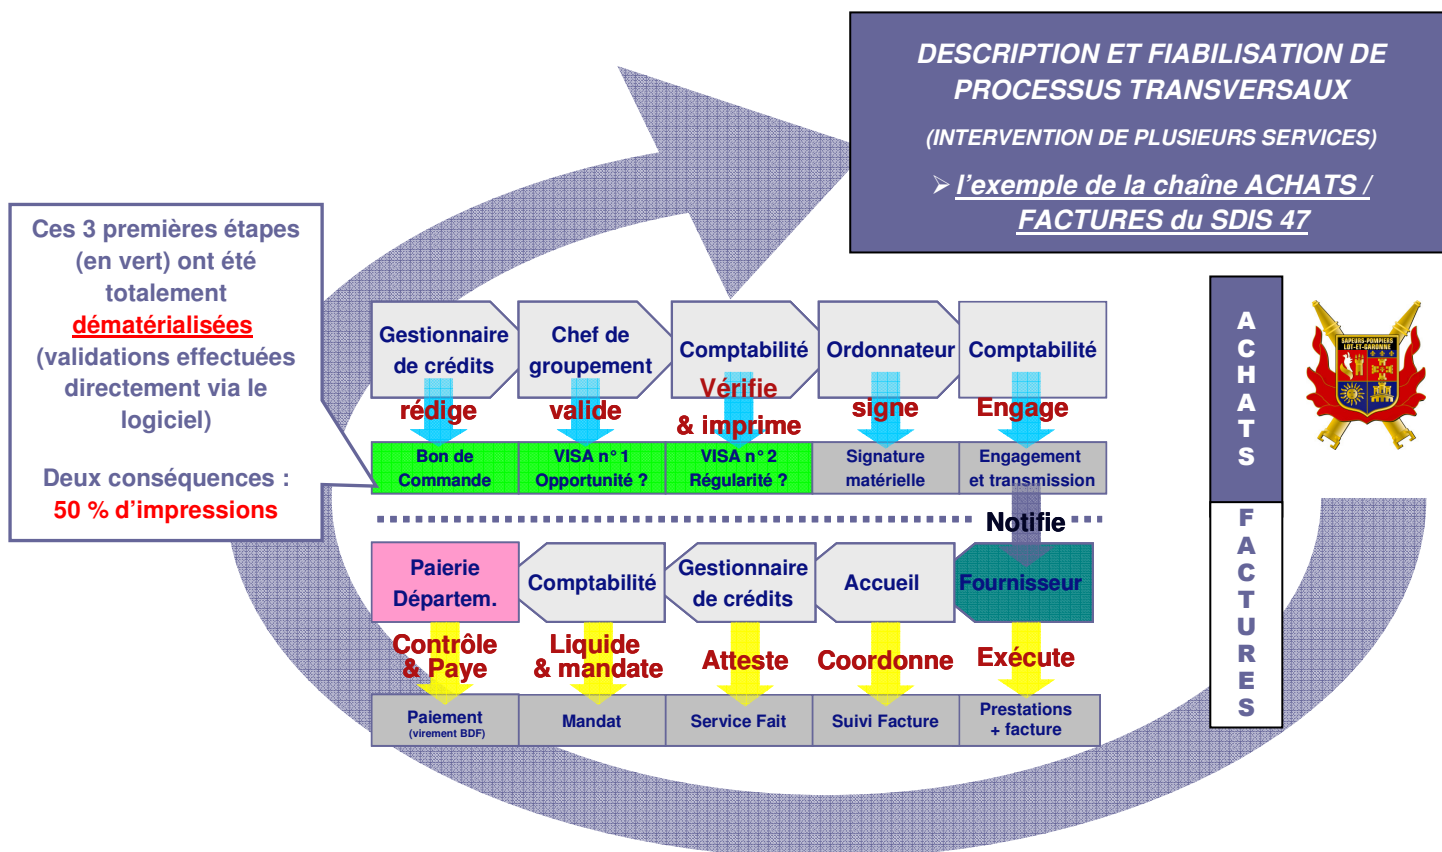 DESCRIPTION ET FIABILISATION DE
PROCESSUS TRANSVERSAUX
(INTERVENTION DE PLUSIEURS SERVICES)
➢ l'exemple de la chaîne ACHATS /
FACTURES du SDIS 47
Ces 3 premières étapes
(en vert) ont été
totalement
dématérialisées
(validations effectuées
directement via le
logiciel)
Deux conséquences :
50 % d'impressions
Gestionnaire
de crédits
Chef de
groupement
Comptabilité
Ordonnateur
Comptabilité
rédige
valide
Vérifie
& imprime
signe
Engage
Bon de
Commande
VISA n° 1
Opportunité ?
VISA n° 2
Régularité ?
Signature
matérielle
Engagement
et transmission
ACHATS
SAPEURS-POMPIERS
LOT-ET-GARONNE
Notifie
Paierie
Départem.
Comptabilité
Gestionnaire
de crédits
Accueil
Fournisseur
Contrôle
& Paye
Liquide
& mandate
Atteste
Coordonne
Exécute
Paiement
(virement BDF)
Mandat
Service Fait
Suivi Facture
Prestations
+ facture
FACTURES